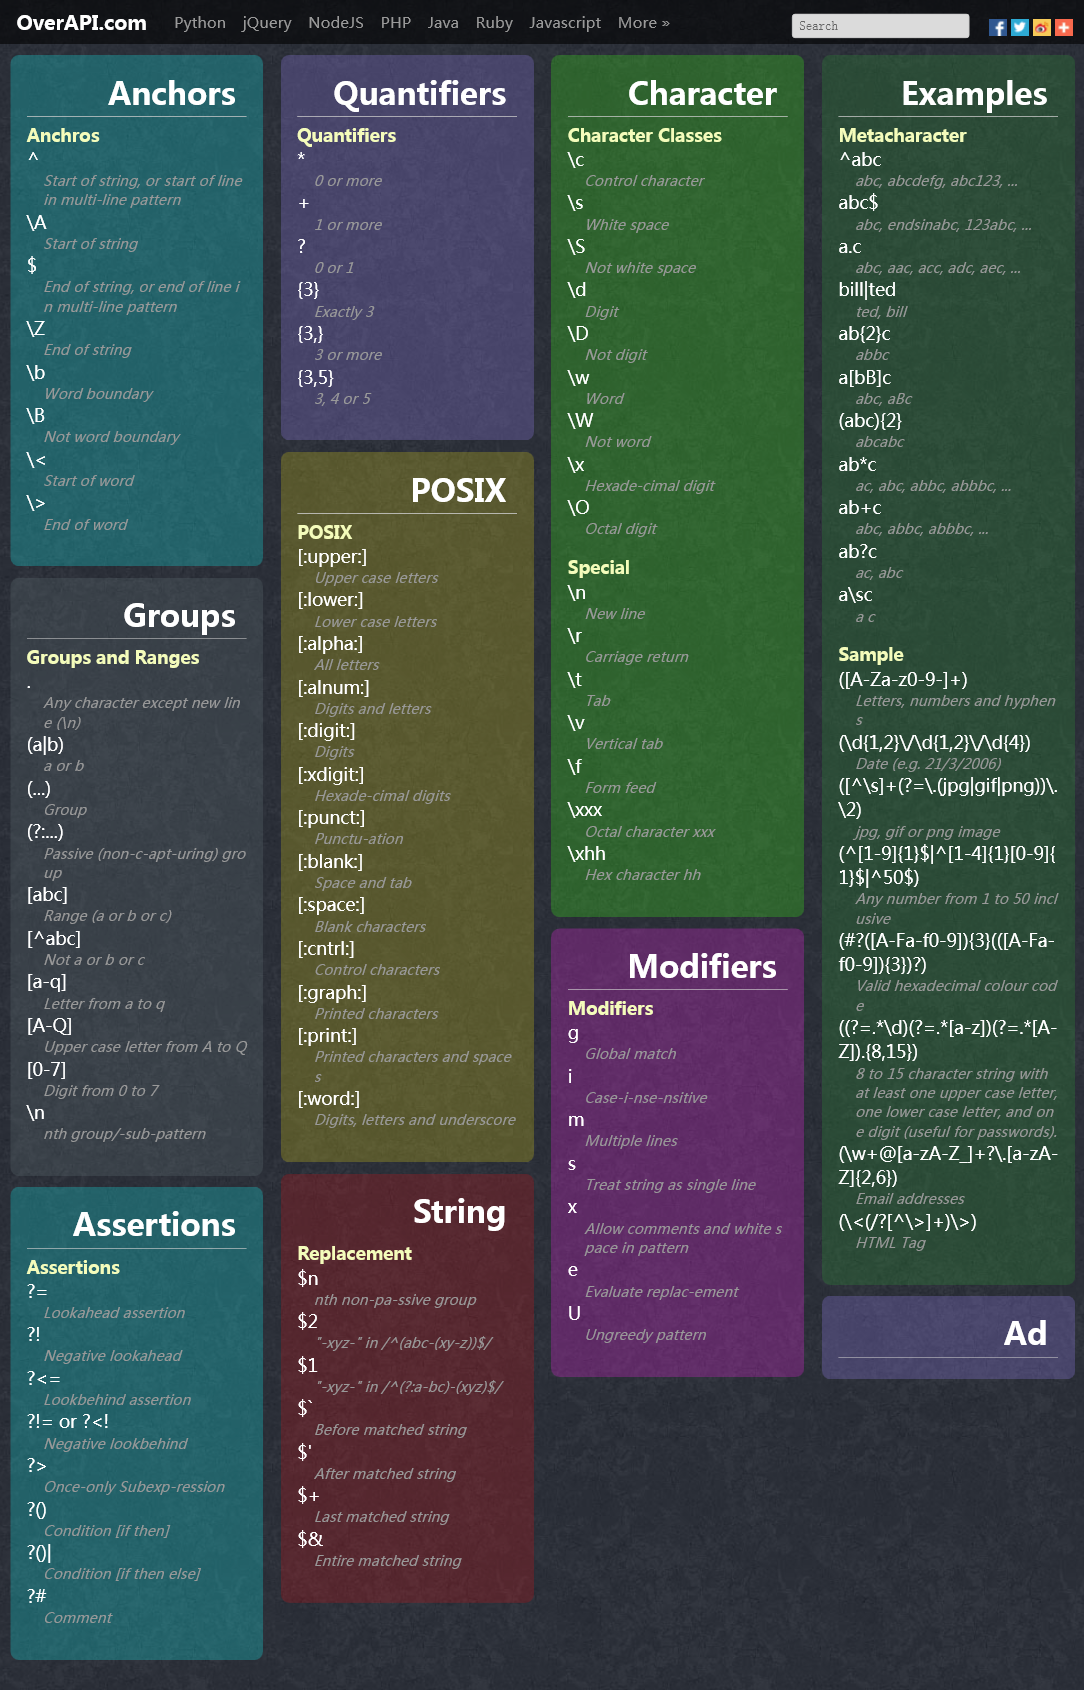 OverAPI.com Python jQuery NodeJS PHP Java Ruby Javascript More » Search
Anchors
Anchros
^
Start of string, or start of line
in multi-line pattern
\A
Start of string
$
End of string, or end of line i
n multi-line pattern
\Z
End of string
\b
Word boundary
\B
Not word boundary
\<
Start of word
\>
End of word
Groups
Groups and Ranges
.
Any character except new lin
e (\n)
(a|b)
a or b
(...)
Group
(?:...)
Passive (non-c-apt-uring) gro
up
[abc]
Range (a or b or c)
[^abc]
Not a or b or c
[a-q]
Letter from a to q
[A-Q]
Upper case letter from A to Q
[0-7]
Digit from 0 to 7
\n
nth group/-sub-pattern
Assertions
Assertions
?=
Lookahead assertion
?!
Negative lookahead
?<=
Lookbehind assertion
?!= or ?<!
Negative lookbehind
?>
Once-only Subexp-ression
?()
Condition [if then]
?()|
Condition [if then else]
?#
Comment
Quantifiers
Quantifiers
*
0 or more
+
1 or more
?
0 or 1
{3}
Exactly 3
{3,}
3 or more
{3,5}
3, 4 or 5
POSIX
POSIX
[:upper:]
Upper case letters
[:lower:]
Lower case letters
[:alpha:]
All letters
[:alnum:]
Digits and letters
[:digit:]
Digits
[:xdigit:]
Hexade-cimal digits
[:punct:]
Punctu-ation
[:blank:]
Space and tab
[:space:]
Blank characters
[:cntrl:]
Control characters
[:graph:]
Printed characters
[:print:]
Printed characters and space
s
[:word:]
Digits, letters and underscore
String
Replacement
$n
nth non-pa-ssive group
$2
"-xyz-" in /^(abc-(xy-z))$/
$1
"-xyz-" in /^(?:a-bc)-(xyz)$/
$`
Before matched string
$'
After matched string
$+
Last matched string
$&
Entire matched string
Character
Character Classes
\c
Control character
\s
White space
\S
Not white space
\d
Digit
\D
Not digit
\w
Word
\W
Not word
\x
Hexade-cimal digit
\O
Octal digit
Special
\n
New line
\r
Carriage return
\t
Tab
\v
Vertical tab
\f
Form feed
\xxx
Octal character xxx
\xhh
Hex character hh
Modifiers
Modifiers
g
Global match
i
Case-i-nse-nsitive
m
Multiple lines
s
Treat string as single line
x
Allow comments and white s
pace in pattern
e
Evaluate replac-ement
U
Ungreedy pattern
Examples
Metacharacter
^abc
abc, abcdefg, abc123, ...
abc$
abc, endsinabc, 123abc, ...
a.c
abc, aac, acc, adc, aec, ...
bill|ted
ted, bill
ab{2}c
abbc
a[bB]c
abc, aBc
(abc){2}
abcabc
ab*c
ac, abc, abbc, abbbc, ...
ab+c
abc, abbc, abbbc, ...
ab?c
ac, abc
a\sc
a c
Sample
([A-Za-z0-9-]+)
Letters, numbers and hyphen
s
(\d{1,2}\/\d{1,2}\/\d{4})
Date (e.g. 21/3/2006)
([^\s]+(?=\.(jpg|gif|png))\.
\2)
jpg, gif or png image
(^[1-9]{1}$|^[1-4]{1}[0-9]{
1}$|^50$)
Any number from 1 to 50 incl
usive
(#?([A-Fa-f0-9]){3}(([A-Fa-
f0-9]){3})?)
Valid hexadecimal colour cod
e
((?=.*\d)(?=.*[a-z])(?=.*[A-
Z]).{8,15})
8 to 15 character string with
at least one upper case letter,
one lower case letter, and on
e digit (useful for passwords).
(\w+@[a-zA-Z_]+?\.[a-zA-
Z]{2,6})
Email addresses
(\<(/?[^\>]+)\>)
HTML Tag
Ad